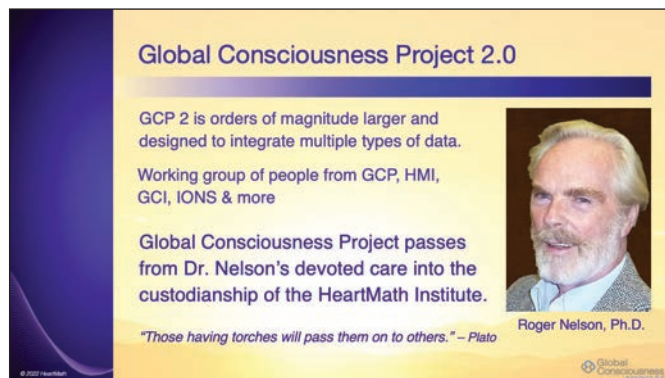 Global Consciousness Project 2.0
GCP 2 is orders of magnitude larger and
designed to integrate multiple types of data.
Working group of people from GCP, HMI,
GCI, IONS & more
Global Consciousness Project passes
from Dr. Nelson's devoted care into the
custodianship of the HeartMath Institute.
"Those having torches will pass them on to others." – Plato
Roger Nelson, Ph.D.
© 2022 HeartMath
Global
Consciousness